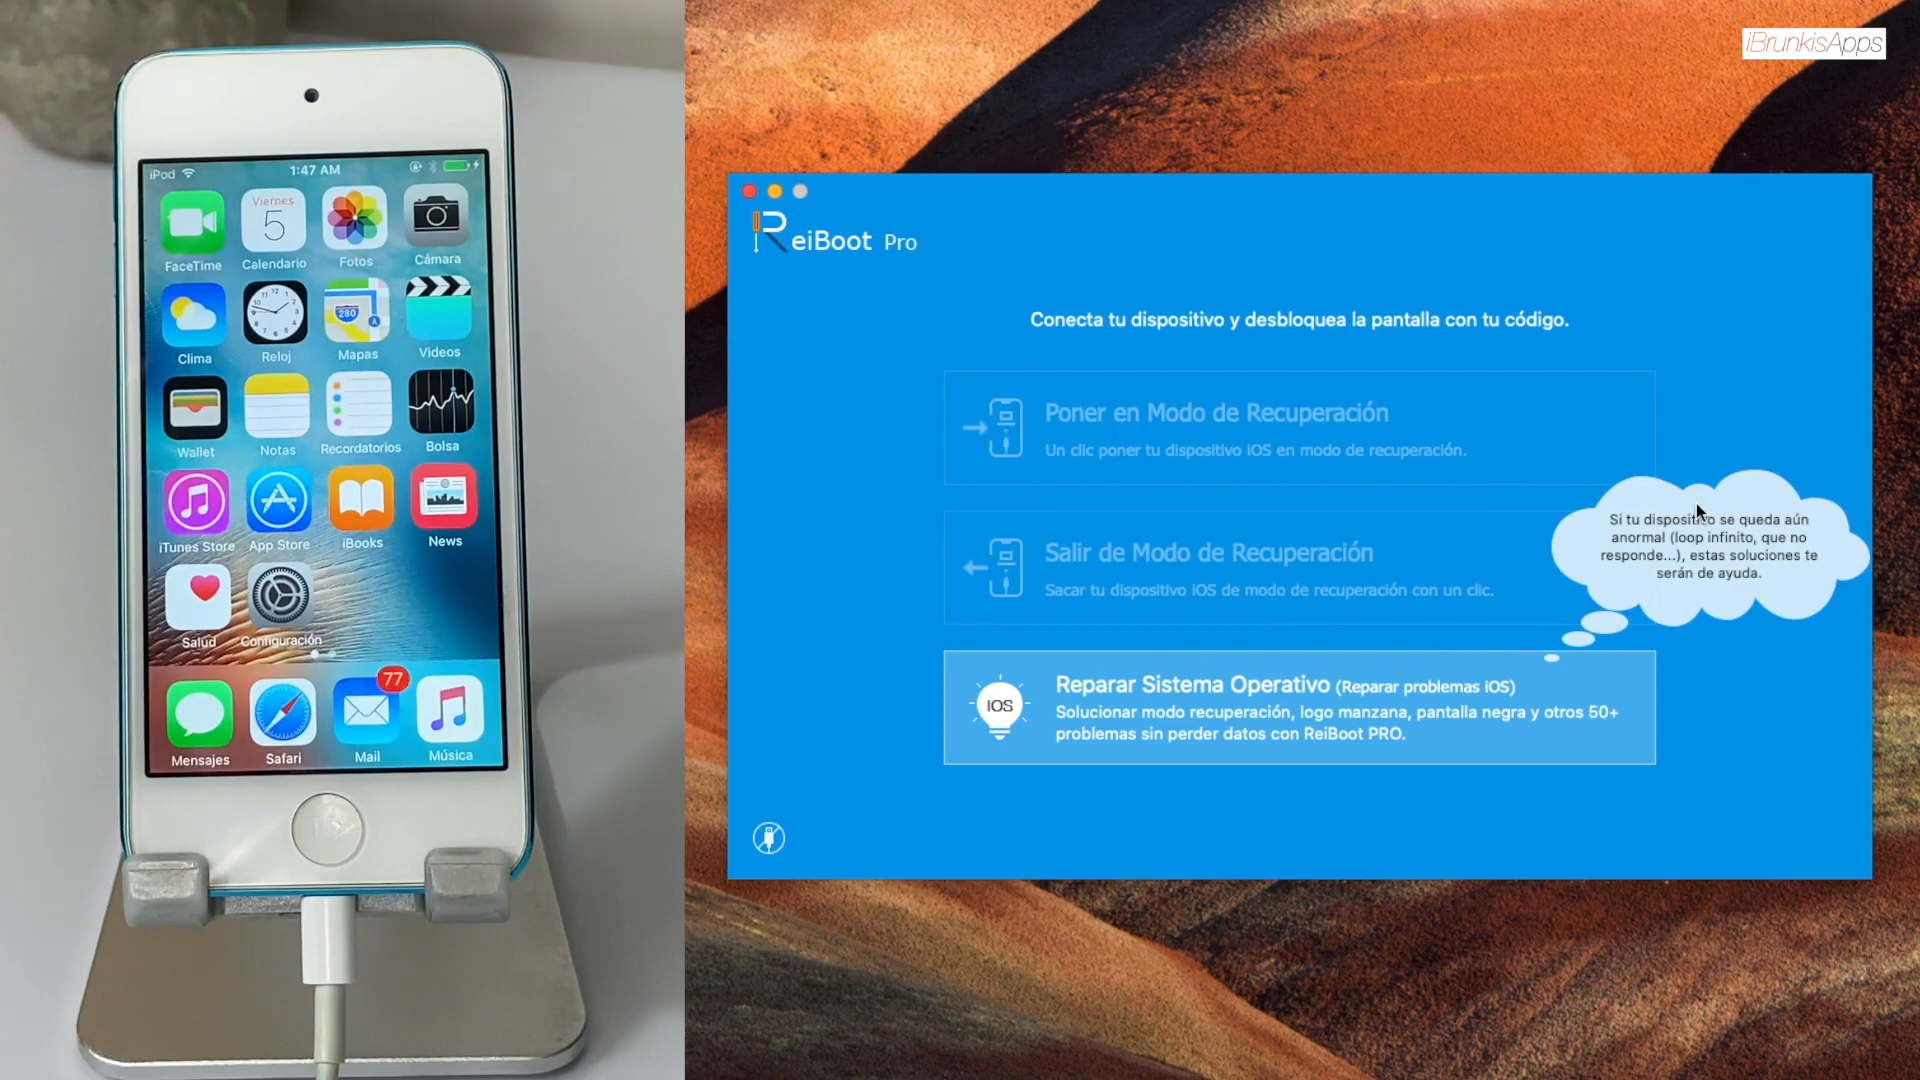 iPod
1:47 AM
Viernes
5
FaceTime
Calendario
Fotos
Cámara
280
Clima
Reloj
Mapas
Videos
Wallet
Notas
Recordatorios
Bolsa
iTunes Store
App Store
iBooks
News
Salud
Configuración
77
Mensajes
Safari
Mail
Música
iBrunkisApps
ReiBoot Pro
Conecta tu dispositivo y desbloquea la pantalla con tu código.
Poner en Modo de Recuperación
Un clic poner tu dispositivo iOS en modo de recuperación.
Salir de Modo de Recuperación
Sacar tu dispositivo iOS de modo de recuperación con un clic.
Si tu dispositivo se queda aún
anormal (loop infinito, que no
responde...), estas soluciones te
serán de ayuda.
IOS
Reparar Sistema Operativo (Reparar problemas iOS)
Solucionar modo recuperación, logo manzana, pantalla negra y otros 50+
problemas sin perder datos con ReiBoot PRO.